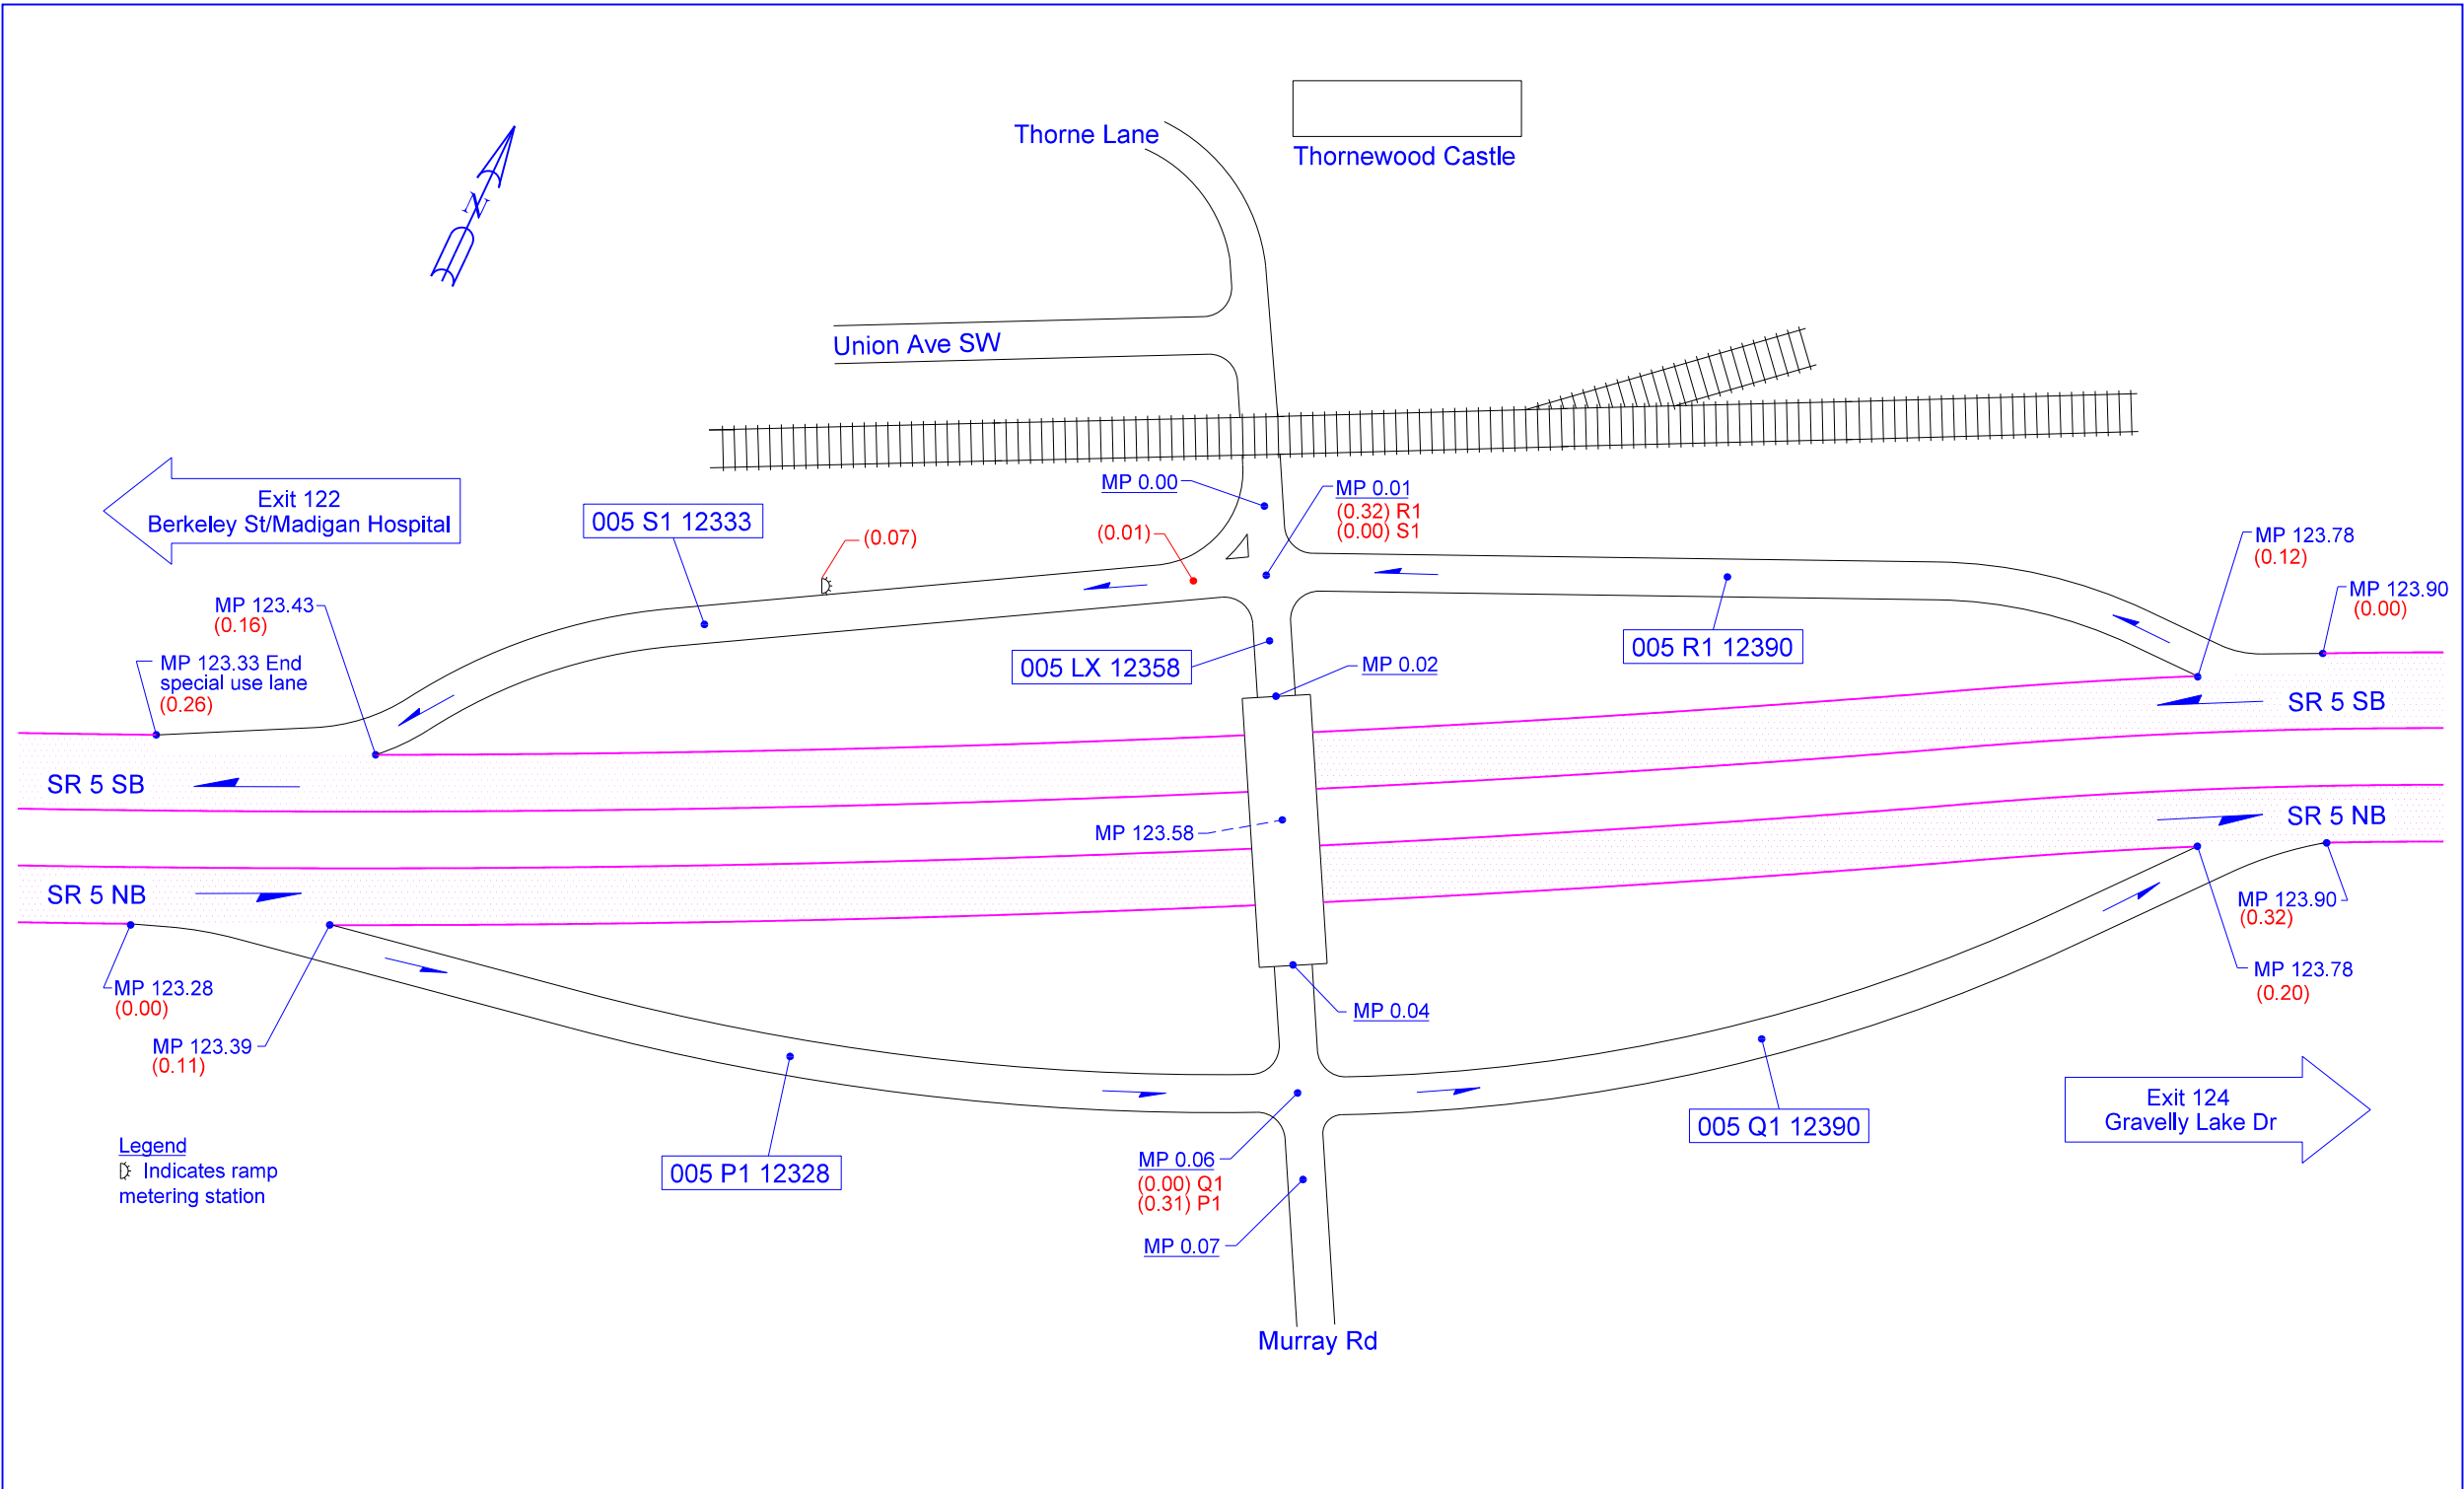 Thorne Lane
Thornewood Castle
N
Union Ave SW
Exit 122
Berkeley St/Madigan Hospital
005 S1 12333
(0.07)
MP 0.00
(0.01)
MP 0.01
(0.32) R1
(0.00) S1
MP 123.78
(0.12)
MP 123.90
(0.00)
MP 123.43
(0.16)
MP 123.33 End
special use lane
(0.26)
005 LX 12358
MP 0.02
005 R1 12390
SR 5 SB
SR 5 SB
MP 123.58
SR 5 NB
SR 5 NB
MP 123.90
(0.32)
MP 123.78
(0.20)
MP 123.28
(0.00)
MP 123.39
(0.11)
MP 0.04
Exit 124
Gravelly Lake Dr
005 Q1 12390
Legend
Indicates ramp
metering station
005 P1 12328
MP 0.06
(0.00) Q1
(0.31) P1
MP 0.07
Murray Rd